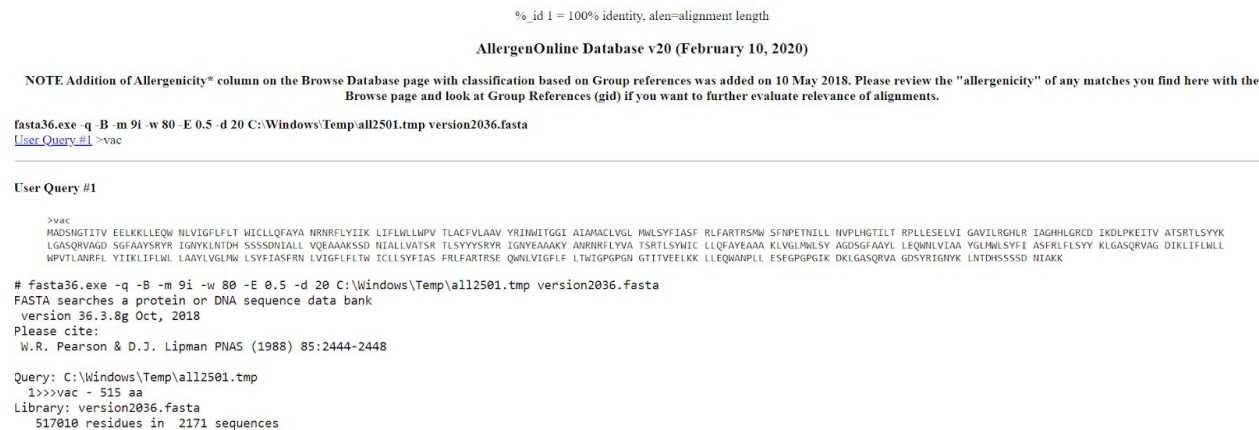 %_id 1 = 100% identity, alen=alignment length
AllergenOnline Database v20 (February 10, 2020)
NOTE Addition of Allergenicity* column on the Browse Database page with classification based on Group references was added on 10 May 2018. Please review the "allergenicity" of any matches you find here with the
Browse page and look at Group References (gid) if you want to further evaluate relevance of alignments.
fasta36.exe -q -B -m 9i -w 80 -E 0.5 -d 20 C:\Windows\Temp\all2501.tmp version2036.fasta
User Query #1 >vac
User Query #1
>vac
MADSNGTITV EELKKLLEQW NLVIGFLFLT WICLLQFAYA NRNRFLYIIK LIFLWLLWPV TLACFVLAAV YRINWITGGI AIAMACLVGL MWLSYFIASF RLFARTRSMW SFNPETNILL NVPLHGTILT RPLLESELVI GAVILRGHLR IAGHHLGRCD IKDLPKEITV ATSRTLSYYK
LGASQRVAGD SGFAAYSRYR IGNYKLNTDH SSSSDNIALL VQEAAAKSSD NIALLVATSR TLSYYYSRYR IGNYEAAAKY ANRNRFLYVA TSRTLSYWIC LLQFAYEAAA KLVGLMWLSY AGDSGFAAYL LEQWNLVIAA YGLMWLSYFI ASFRLFLSYY KLGASQRVAG DIKLIFLWLL
WPVTLANRFL YIIKLIFLWL LAAYLVGLMW LSYFIASFRN LVIGFLFLTW ICLLSYFIAS FRLFARTRSE QWNLVIGFLF LTWIGPGPGN GTITVEELKK LLEQWANPLL ESEGPGPGIK DKLGASQRVA GDSYRIGNYK LNTDHSSSSD NIAKK
# fasta36.exe -q -B -m 9i -w 80 -E 0.5 -d 20 C:\Windows\Temp\all2501.tmp version2036.fasta
FASTA searches a protein or DNA sequence data bank
version 36.3.8g Oct, 2018
Please cite:
W.R. Pearson & D.J. Lipman PNAS (1988) 85:2444-2448
Query: C:\Windows\Temp\all2501.tmp
1>>>vac - 515 aa
Library: version2036.fasta
517010 residues in 2171 sequences